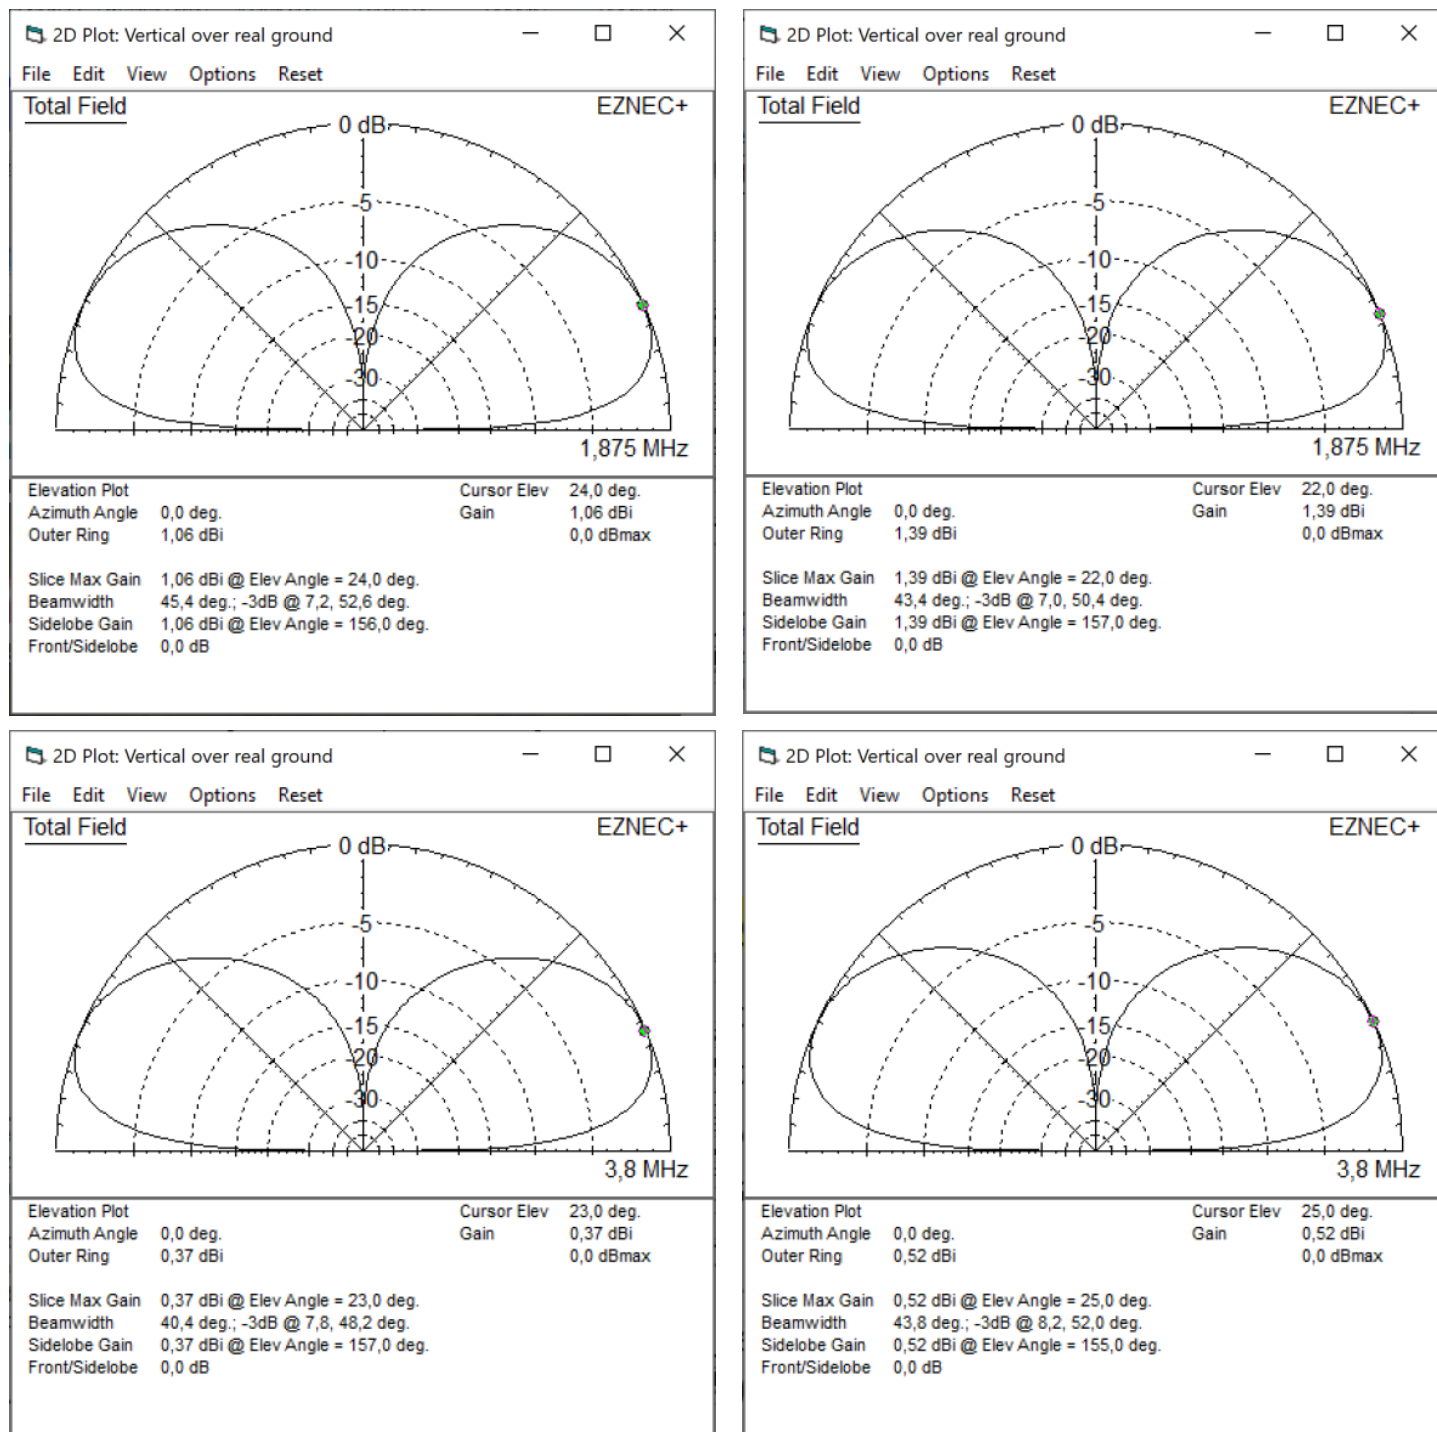 2D Plot: Vertical over real ground
File Edit View Options Reset
Total Field EZNEC+
0 dB
-5
-10
-15
-20
-30
1,875 MHz
Elevation Plot Cursor Elev 24,0 deg.
Azimuth Angle 0,0 deg. Gain 1,06 dBi
Outer Ring 1,06 dBi 0,0 dBmax
Slice Max Gain 1,06 dBi @ Elev Angle = 24,0 deg.
Beamwidth 45,4 deg.; -3dB @ 7,2, 52,6 deg.
Sidelobe Gain 1,06 dBi @ Elev Angle = 156,0 deg.
Front/Sidelobe 0,0 dB
2D Plot: Vertical over real ground
File Edit View Options Reset
Total Field EZNEC+
0 dB
-5
-10
-15
-20
-30
1,875 MHz
Elevation Plot Cursor Elev 22,0 deg.
Azimuth Angle 0,0 deg. Gain 1,39 dBi
Outer Ring 1,39 dBi 0,0 dBmax
Slice Max Gain 1,39 dBi @ Elev Angle = 22,0 deg.
Beamwidth 43,4 deg.; -3dB @ 7,0, 50,4 deg.
Sidelobe Gain 1,39 dBi @ Elev Angle = 157,0 deg.
Front/Sidelobe 0,0 dB
2D Plot: Vertical over real ground
File Edit View Options Reset
Total Field EZNEC+
0 dB
-5
-10
-15
-20
-30
3,8 MHz
Elevation Plot Cursor Elev 23,0 deg.
Azimuth Angle 0,0 deg. Gain 0,37 dBi
Outer Ring 0,37 dBi 0,0 dBmax
Slice Max Gain 0,37 dBi @ Elev Angle = 23,0 deg.
Beamwidth 40,4 deg.; -3dB @ 7,8, 48,2 deg.
Sidelobe Gain 0,37 dBi @ Elev Angle = 157,0 deg.
Front/Sidelobe 0,0 dB
2D Plot: Vertical over real ground
File Edit View Options Reset
Total Field EZNEC+
0 dB
-5
-10
-15
-20
-30
3,8 MHz
Elevation Plot Cursor Elev 25,0 deg.
Azimuth Angle 0,0 deg. Gain 0,52 dBi
Outer Ring 0,52 dBi 0,0 dBmax
Slice Max Gain 0,52 dBi @ Elev Angle = 25,0 deg.
Beamwidth 43,8 deg.; -3dB @ 8,2, 52,0 deg.
Sidelobe Gain 0,52 dBi @ Elev Angle = 155,0 deg.
Front/Sidelobe 0,0 dB